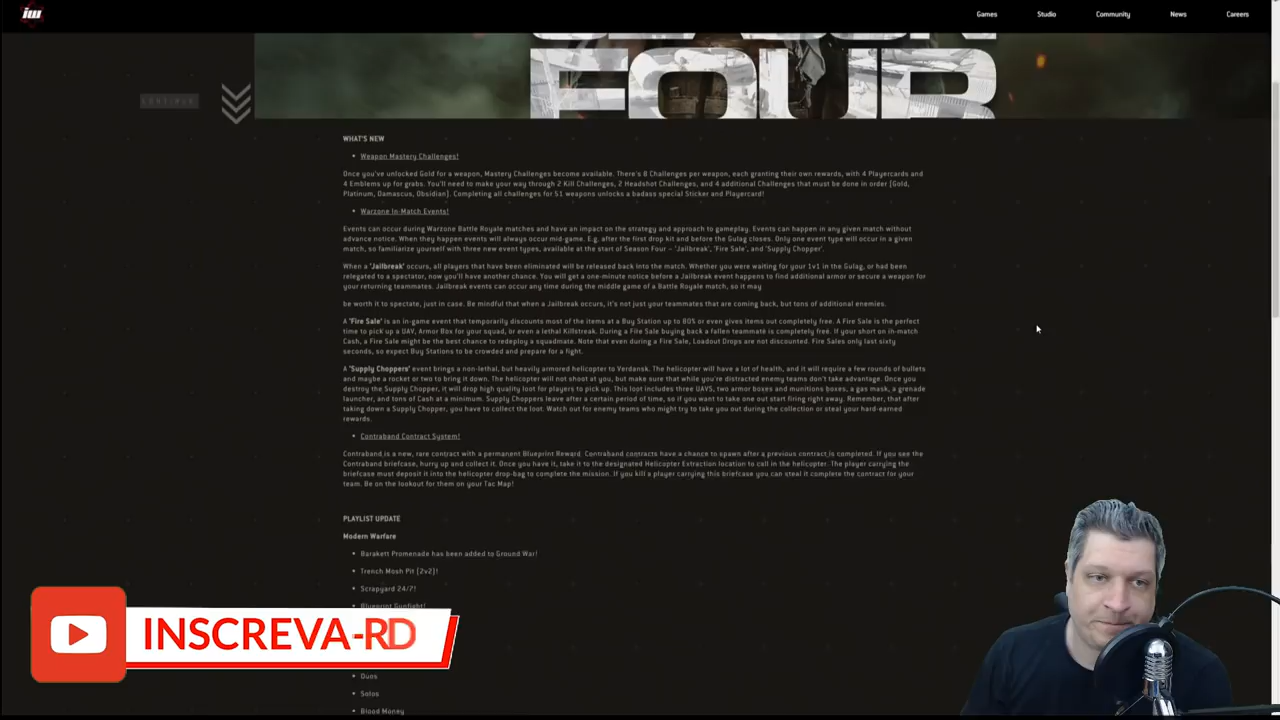 iw
Games
Studio
Community
News
Careers
FOUR
CONTINUE
WHAT'S NEW
• Weapon Mastery Challenges!
Once you've unlocked Gold for a weapon, Mastery Challenges become available. There's 8 Challenges per weapon, each granting their own rewards, with 4 Playercards and
4 Emblems up for grabs. You'll need to make your way through 2 Kill Challenges, 2 Headshot Challenges, and 4 additional Challenges that must be done in order [Gold,
Platinum, Damascus, Obsidian]. Completing all challenges for 51 weapons unlocks a badass special Sticker and Playercard!
• Warzone In-Match Events!
Events can occur during Warzone Battle Royale matches and have an impact on the strategy and approach to gameplay. Events can happen in any given match without
advance notice. When they happen events will always occur mid-game. E.g. after the first drop kit and before the Gulag closes. Only one event type will occur in a given
match, so familiarize yourself with three new event types, available at the start of Season Four – 'Jailbreak', 'Fire Sale', and 'Supply Chopper'.
When a 'Jailbreak' occurs, all players that have been eliminated will be released back into the match. Whether you were waiting for your 1v1 in the Gulag, or had been
relegated to a spectator, now you'll have another chance. You will get a one-minute notice before a Jailbreak event happens to find additional armor or secure a weapon for
your returning teammates. Jailbreak events can occur any time during the middle game of a Battle Royale match, so it may
be worth it to spectate, just in case. Be mindful that when a Jailbreak occurs, it's not just your teammates that are coming back, but tons of additional enemies.
A 'Fire Sale' is an in-game event that temporarily discounts most of the items at a Buy Station up to 80% or even gives items out completely free. A Fire Sale is the perfect
time to pick up a UAV, Armor Box for your squad, or even a lethal Killstreak. During a File Sale buying back a fallen teammate is completely free. If your short on in-match
Cash, a Fire Sale might be the best chance to redeploy a squadmate. Note that even during a Fire Sale, Loadout Drops are not discounted. Fire Sales only last sixty
seconds, so expect Buy Stations to be crowded and prepare for a fight.
A 'Supply Choppers' event brings a non-lethal, but heavily armored helicopter to Verdansk. The helicopter will have a lot of health, and it will require a few rounds of bullets
and maybe a rocket or two to bring it down. The helicopter will not shoot at you, but make sure that while you're distracted enemy teams don't take advantage. Once you
destroy the Supply Chopper, it will drop high quality loot for players to pick up. This loot includes three UAVS, two armor boxes and munitions boxes, a gas mask, a grenade
launcher, and tons of Cash at a minimum. Supply Choppers leave after a certain period of time, so if you want to take one out start firing right away. Remember, that after
taking down a Supply Chopper, you have to collect the loot. Watch out for enemy teams who might try to take you out during the collection or steal your hard-earned
rewards.
• Contraband Contract System!
Contraband is a new, rare contract with a permanent Blueprint Reward. Contraband contracts have a chance to spawn after a previous contract is completed. If you see the
Contraband briefcase, hurry up and collect it. Once you have it, take it to the designated Helicopter Extraction location to call in the helicopter. The player carrying the
briefcase must deposit it into the helicopter drop-bag to complete the mission. If you kill a player carrying this briefcase you can steal it complete the contract for your
team. Be on the lookout for them on your Tac Map!
PLAYLIST UPDATE
Modern Warfare
• Barakett Promenade has been added to Ground War!
• Trench Mosh Pit [2v2]!
• Scrapyard 24/7!
• Blueprint Gunfight!
INSCREVA-RD
Duos
• Solos
• Blood Money